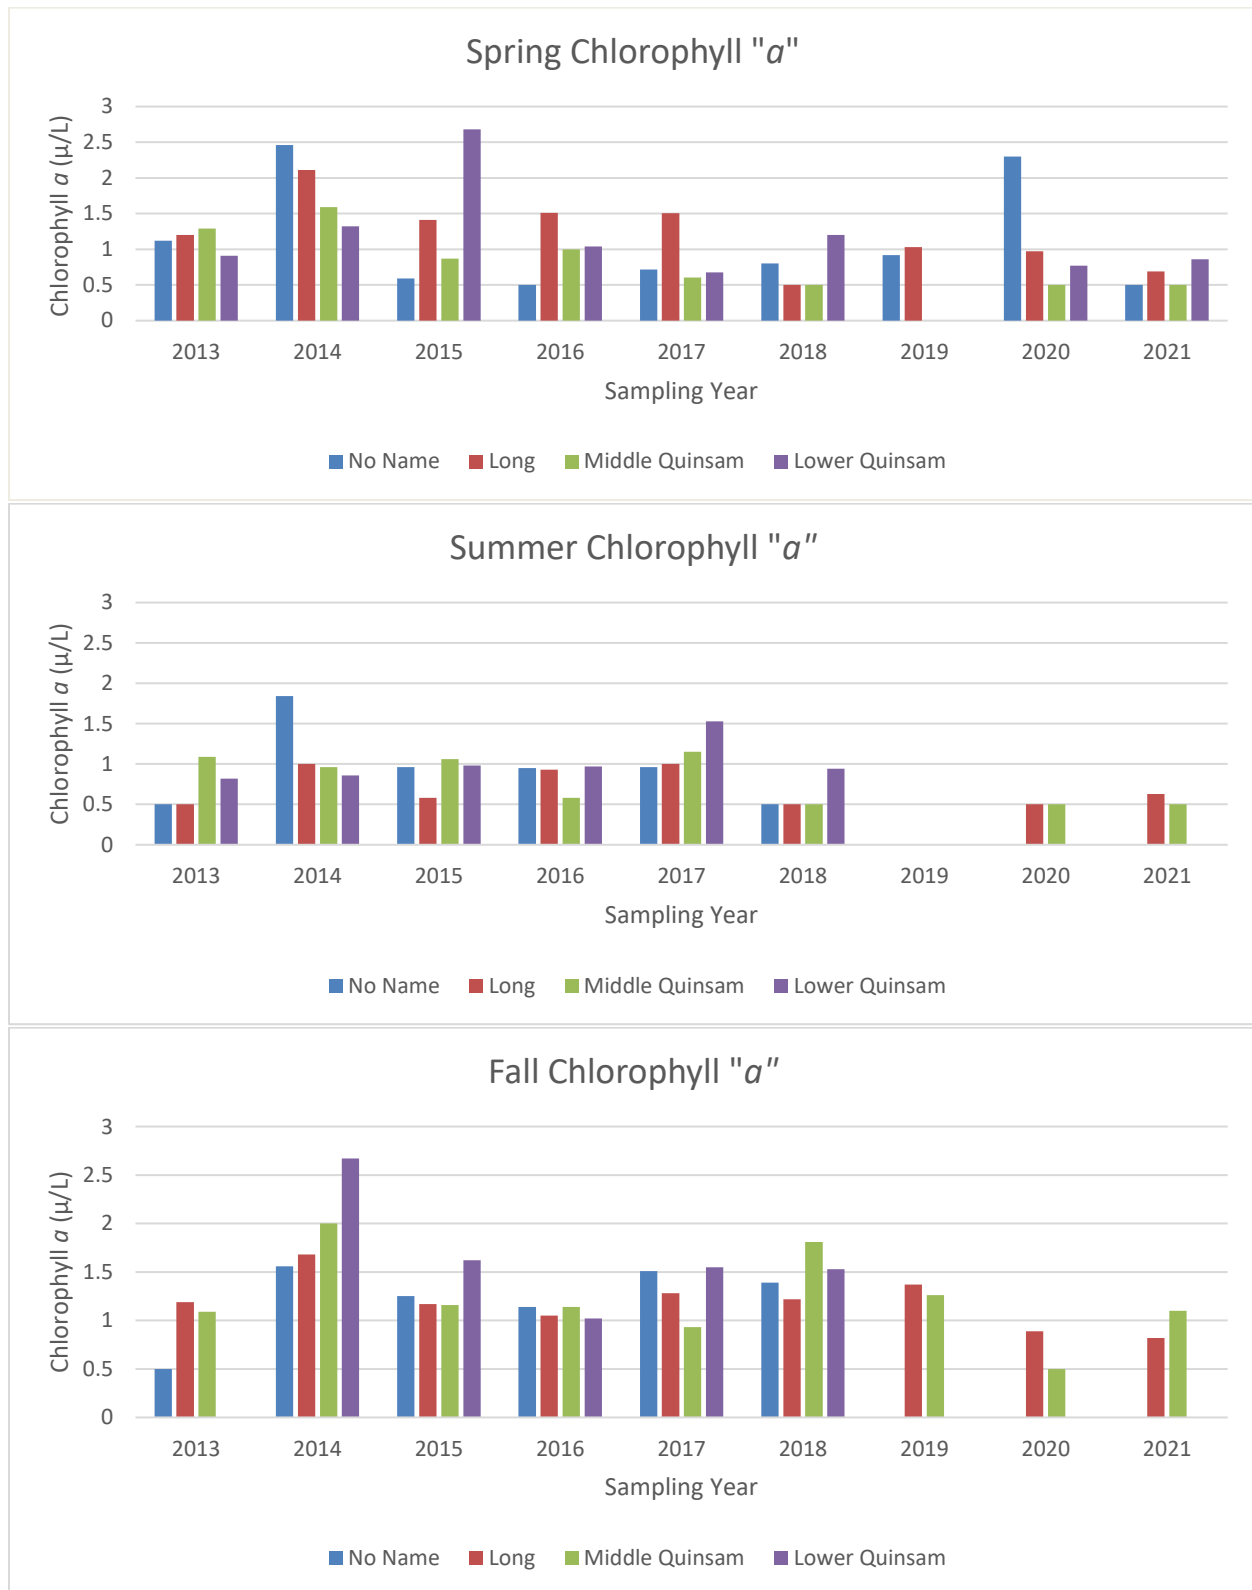 Spring Chlorophyll "a"
Chlorophyll a (µ/L)
3
2.5
2
1.5
1
0.5
0
2013 2014 2015 2016 2017 2018 2019 2020 2021
Sampling Year
No Name Long Middle Quinsam Lower Quinsam
Summer Chlorophyll "a"
Chlorophyll a (µ/L)
3
2.5
2
1.5
1
0.5
0
2013 2014 2015 2016 2017 2018 2019 2020 2021
Sampling Year
No Name Long Middle Quinsam Lower Quinsam
Fall Chlorophyll "a"
Chlorophyll a (µ/L)
3
2.5
2
1.5
1
0.5
0
2013 2014 2015 2016 2017 2018 2019 2020 2021
Sampling Year
No Name Long Middle Quinsam Lower Quinsam